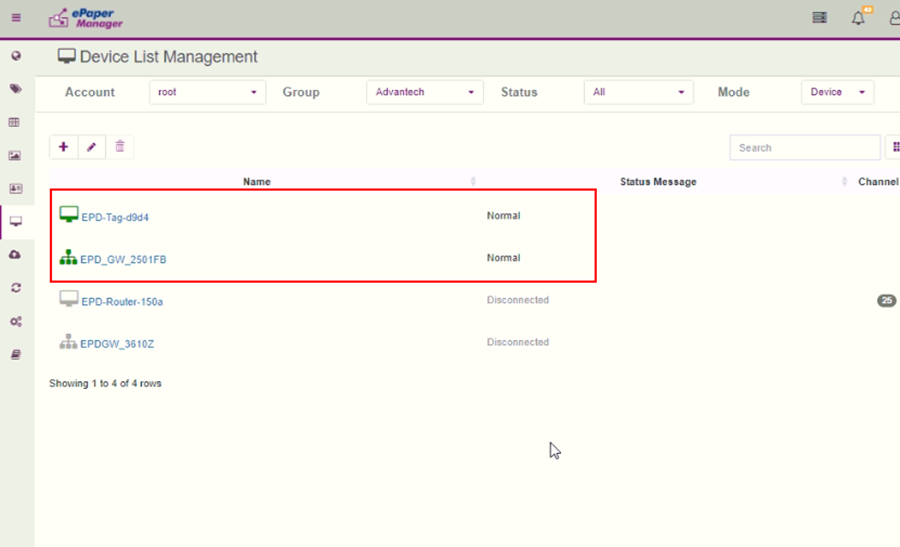 ePaper
Manager
Device List Management
Account root Group Advantech Status All Mode Device
Search
Name Status Message Channel
EPD-Tag-d9d4 Normal
EPD_GW_2501FB Normal
EPD-Router-150a Disconnected 25
EPDGW_3610Z Disconnected
Showing 1 to 4 of 4 rows